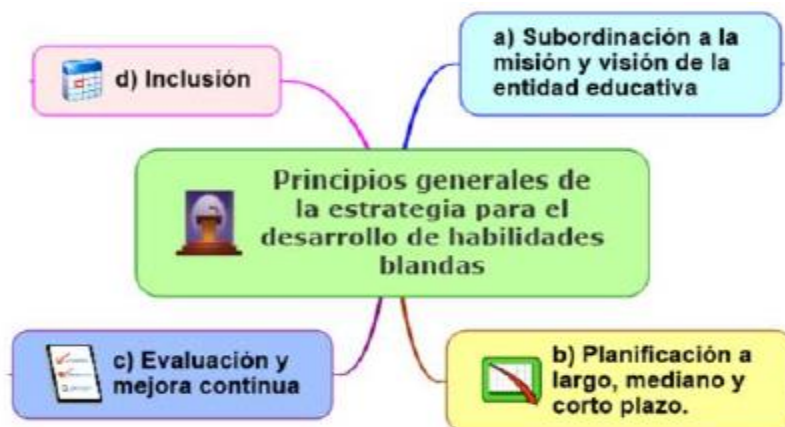 d) Inclusión
a) Subordinación a la
misión y visión de la
entidad educativa
Principios generales de
la estrategia para el
desarrollo de habilidades
blandas
c) Evaluación y
mejora continua
b) Planificación a
largo, mediano y
corto plazo.